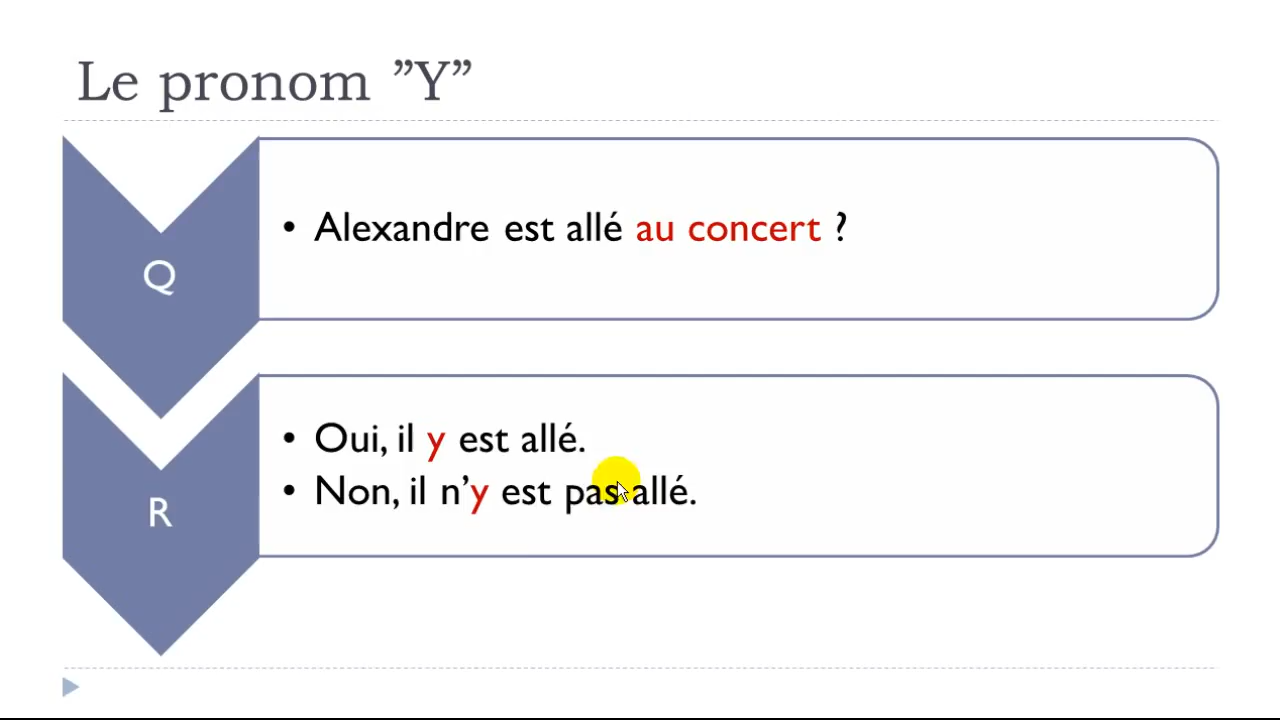 Le pronom ”Y”
Q
• Alexandre est allé au concert ?
R
• Oui, il y est allé.
• Non, il n’y est pas allé.